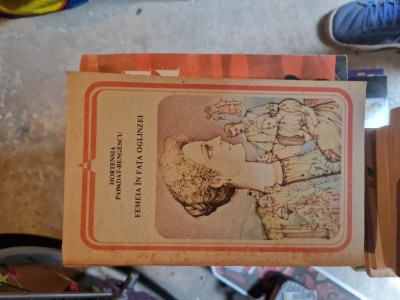 HORTENSIA
PAPADAT-BENGESCU
FEMEIA ÎN FAȚA OGLINZEI